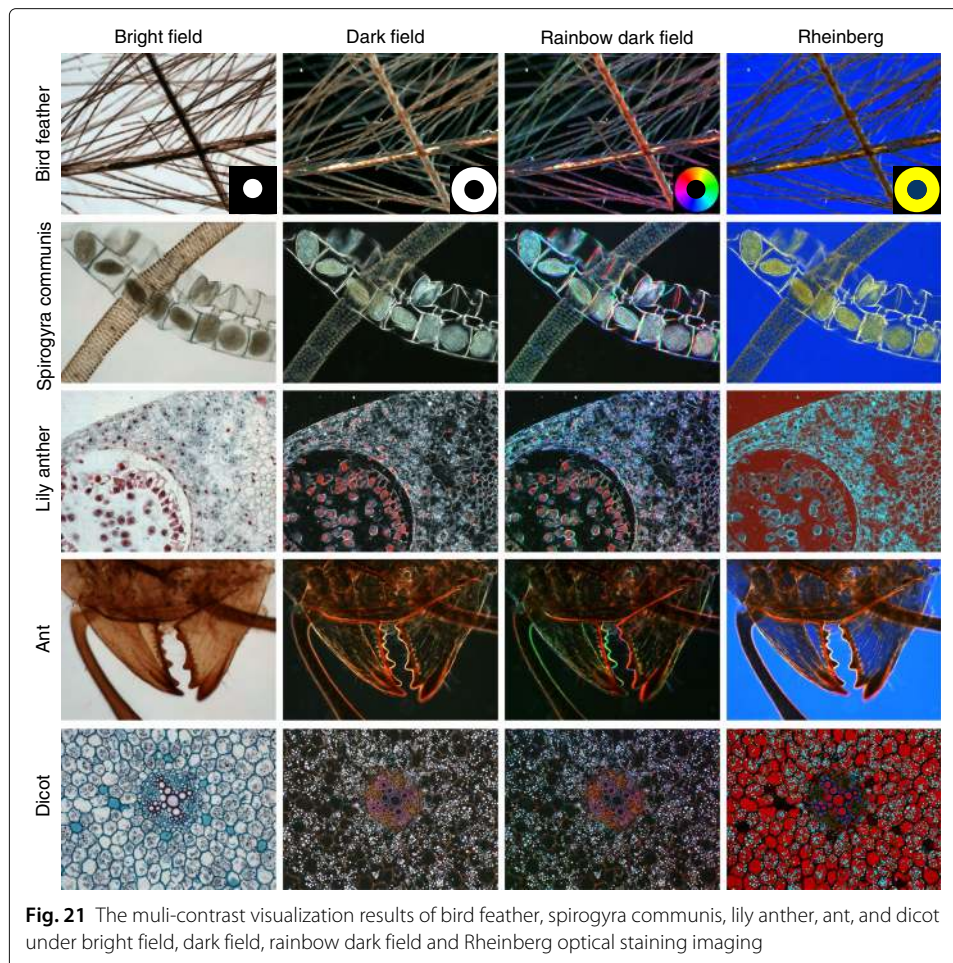 Bright field
Dark field
Rainbow dark field
Rheinberg
Bird feather
Spirogyra communis
Lily anther
Ant
Dicot
Fig. 21 The muli-contrast visualization results of bird feather, spirogyra communis, lily anther, ant, and dicot
under bright field, dark field, rainbow dark field and Rheinberg optical staining imaging